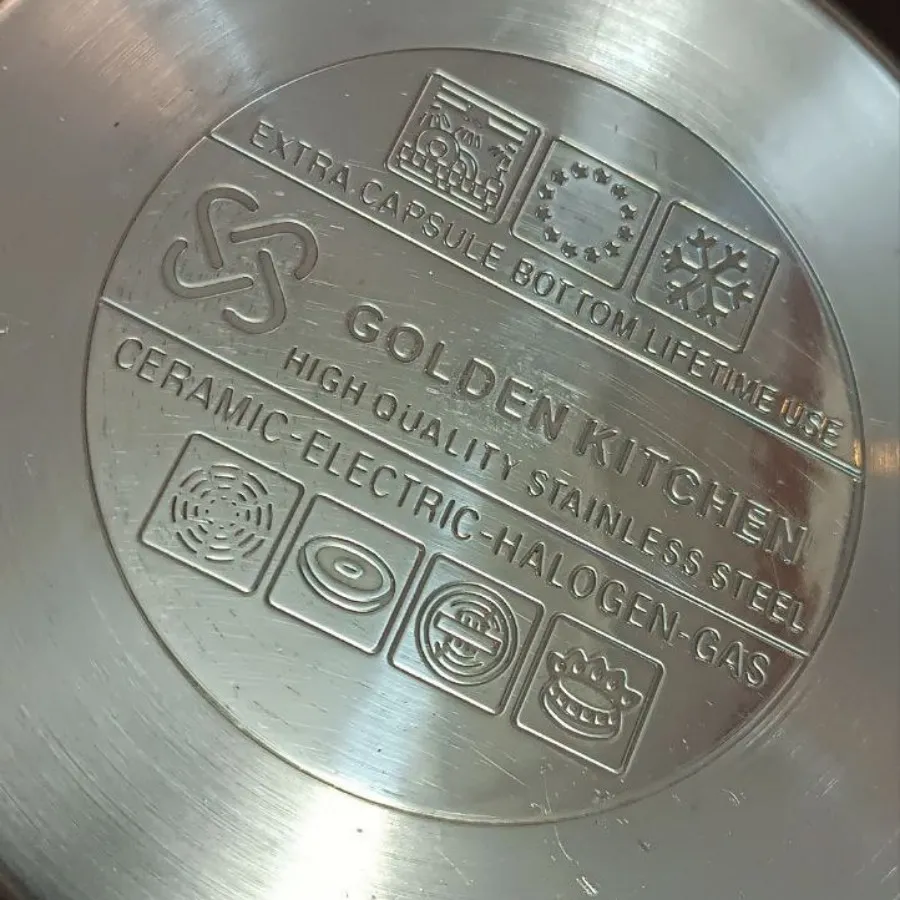 EXTRA CAPSULE BOTTOM LIFETIME USE
GOLDEN KITCHEN
HIGH QUALITY STAINLESS STEEL
CERAMIC-ELECTRIC-HALOGEN-GAS